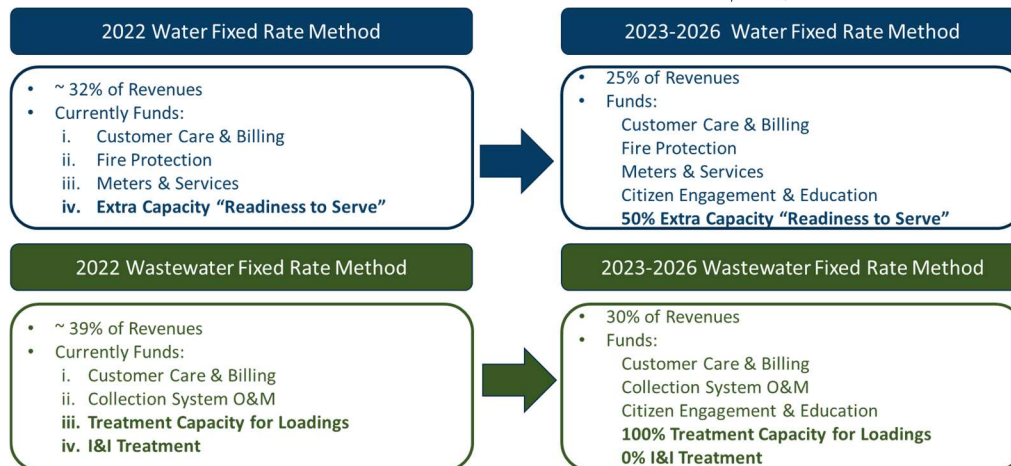 2022 Water Fixed Rate Method
• ~ 32% of Revenues
• Currently Funds:
i. Customer Care & Billing
ii. Fire Protection
iii. Meters & Services
iv. Extra Capacity “Readiness to Serve”
2023-2026 Water Fixed Rate Method
• 25% of Revenues
• Funds:
Customer Care & Billing
Fire Protection
Meters & Services
Citizen Engagement & Education
50% Extra Capacity “Readiness to Serve”
2022 Wastewater Fixed Rate Method
• ~ 39% of Revenues
• Currently Funds:
i. Customer Care & Billing
ii. Collection System O&M
iii. Treatment Capacity for Loadings
iv. I&I Treatment
2023-2026 Wastewater Fixed Rate Method
• 30% of Revenues
• Funds:
Customer Care & Billing
Collection System O&M
Citizen Engagement & Education
100% Treatment Capacity for Loadings
0% I&I Treatment